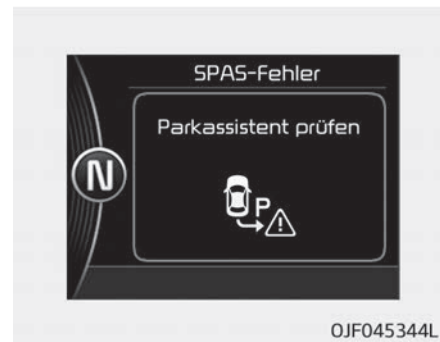 SPAS-Fehler
Parkassistent prüfen
N
P
OJF045344L